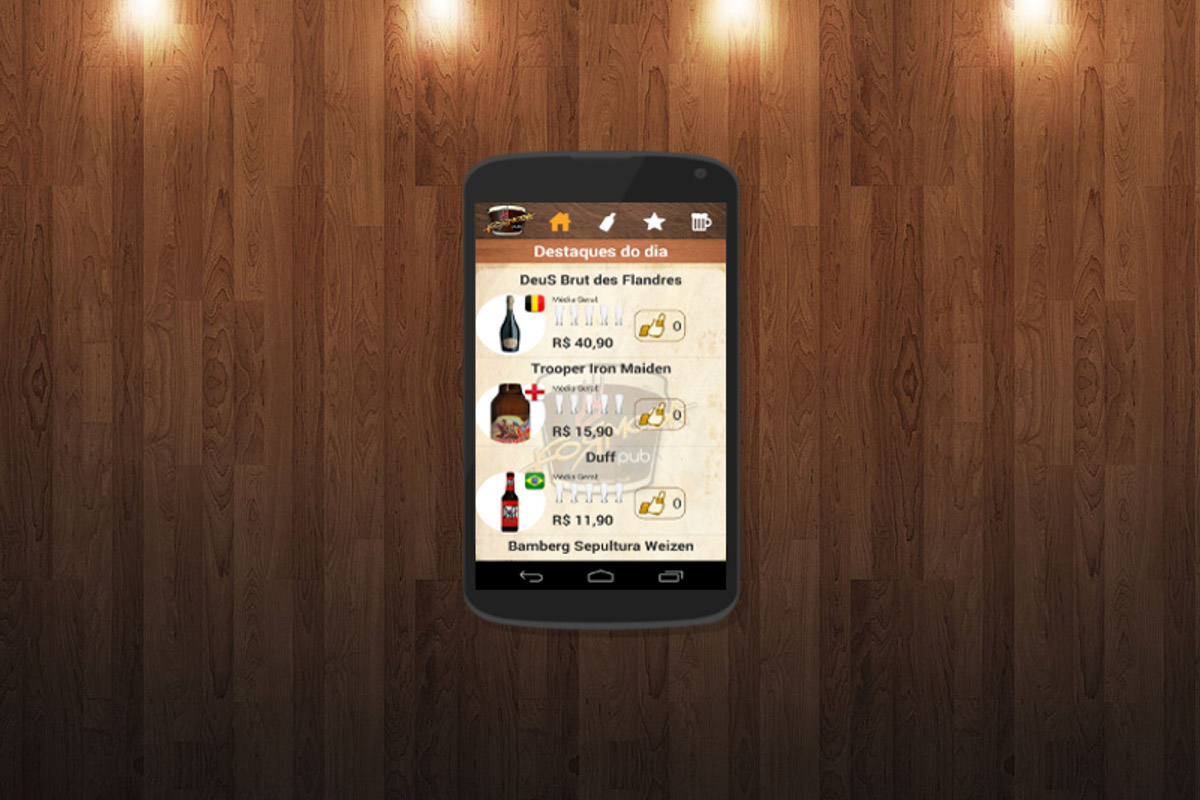 Destaques do dia
DeuS Brut des Flandres
Média Geral
0
R$ 40,90
Trooper Iron Maiden
Média Geral
0
R$ 15,90
Duff
pub
Média Geral
0
R$ 11,90
Bamberg Sepultura Weizen